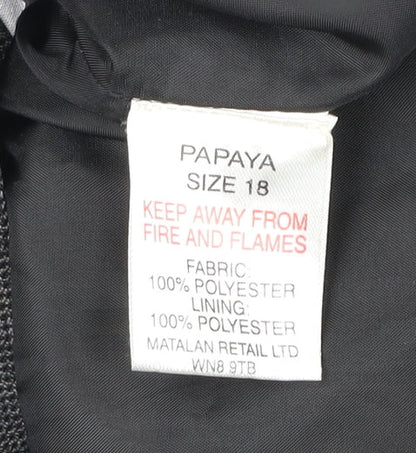 PAPAYA
SIZE 18
KEEP AWAY FROM
FIRE AND FLAMES
FABRIC:
100% POLYESTER
LINING:
100% POLYESTER
MATALAN RETAIL LTD
WN8 9TB